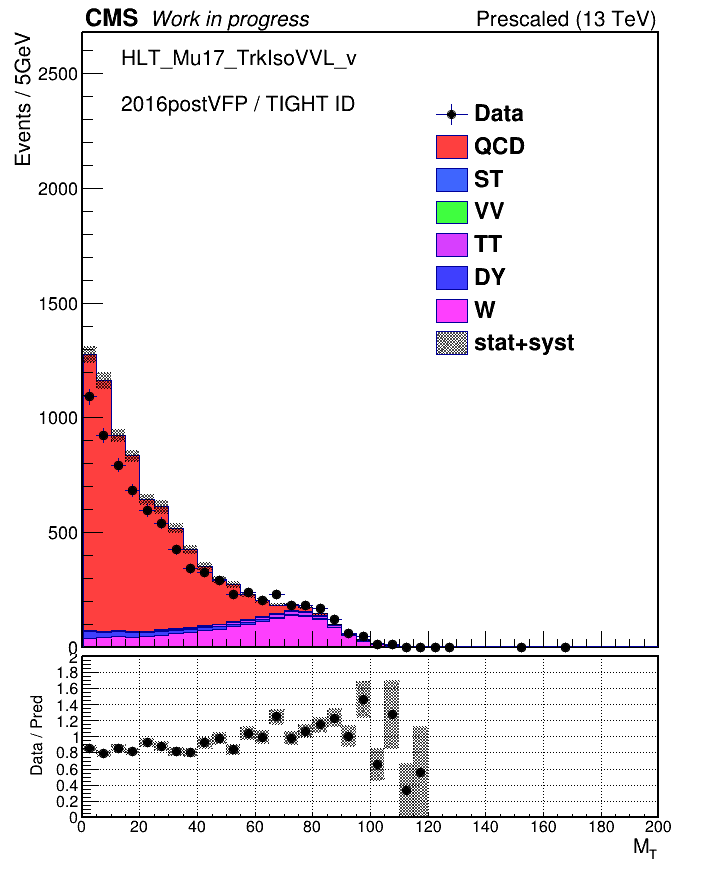 CMS Work in progress Prescaled (13 TeV)
Events / 5GeV
HLT_Mu17_TrkIsoVVL_v
2016postVFP / TIGHT ID
2500
2000
1500
1000
500
0
Data
QCD
ST
VV
TT
DY
W
stat+syst
Data / Pred
2
1.8
1.6
1.4
1.2
1
0.8
0.6
0.4
0.2
0
0 20 40 60 80 100 120 140 160 180 200
M_T